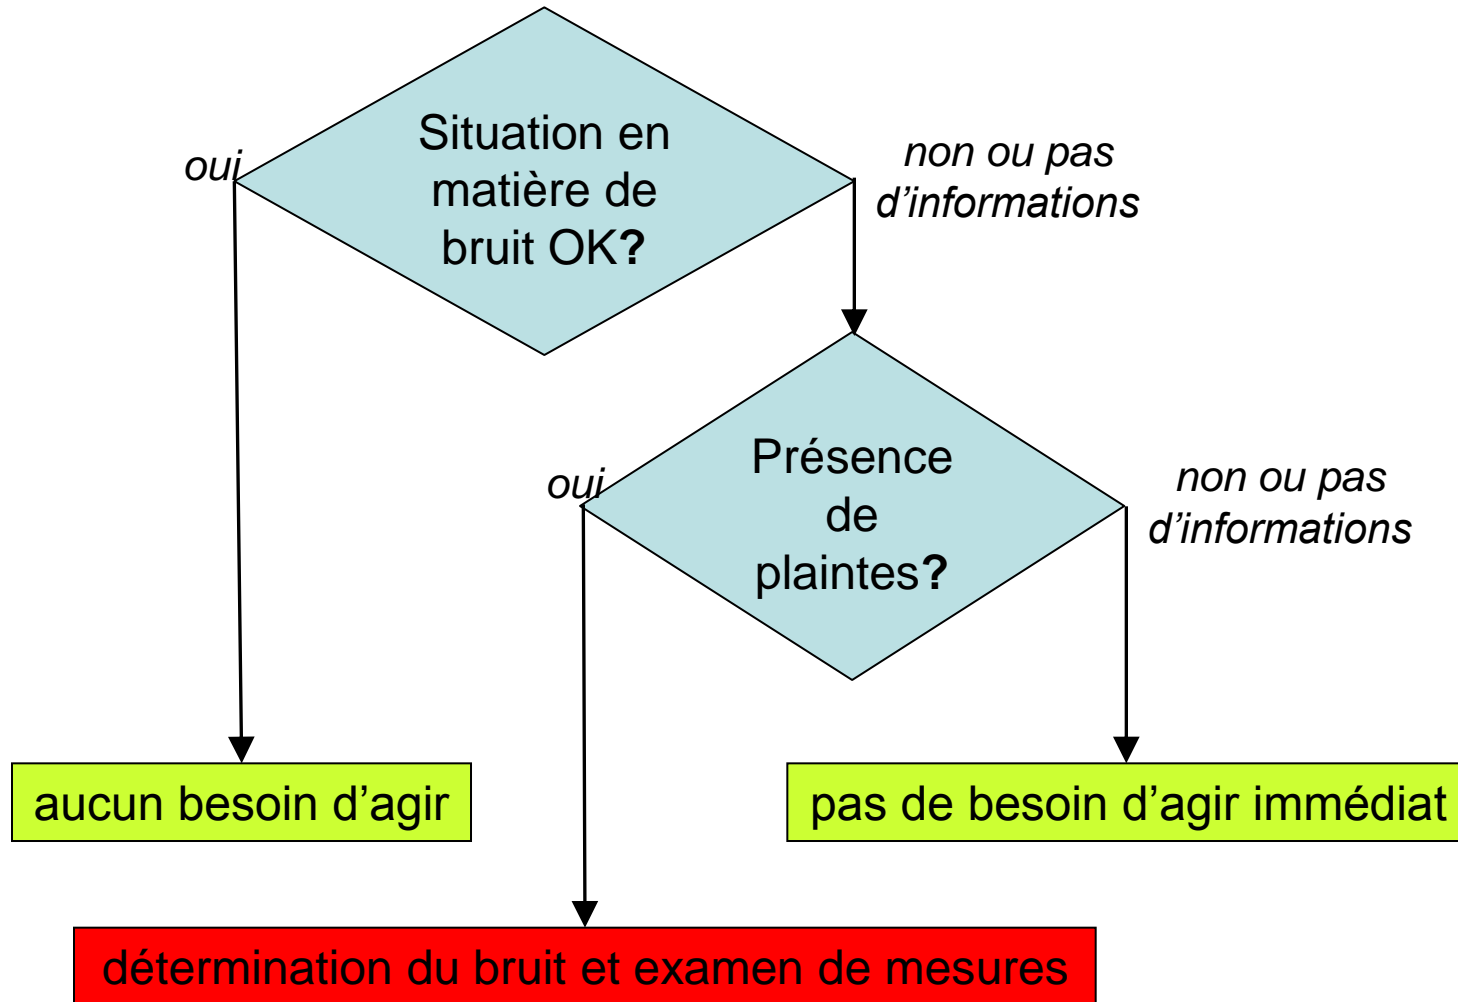 Situation en
matière de
bruit OK?
oui
non ou pas
d’informations
Présence
de
plaintes?
oui
non ou pas
d’informations
aucun besoin d’agir
pas de besoin d’agir immédiat
détermination du bruit et examen de mesures